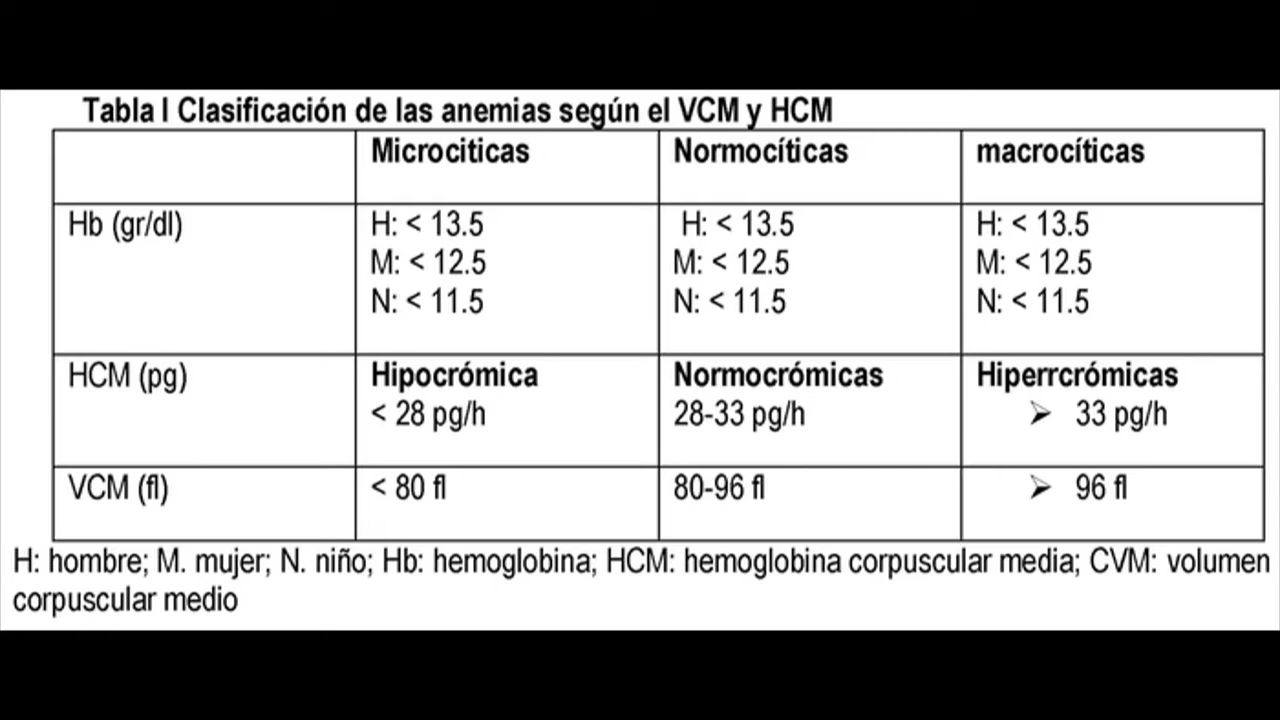 Tabla I Clasificación de las anemias según el VCM y HCM
Microciticas Normocíticas macrocíticas
Hb (gr/dl) H: < 13.5 H: < 13.5 H: < 13.5
M: < 12.5 M: < 12.5 M: < 12.5
N: < 11.5 N: < 11.5 N: < 11.5
HCM (pg) Hipocrómica Normocrómicas Hiperrcrómicas
< 28 pg/h 28-33 pg/h ➢ 33 pg/h
VCM (fl) < 80 fl 80-96 fl ➢ 96 fl
H: hombre; M. mujer; N. niño; Hb: hemoglobina; HCM: hemoglobina corpuscular media; CVM: volumen
corpuscular medio